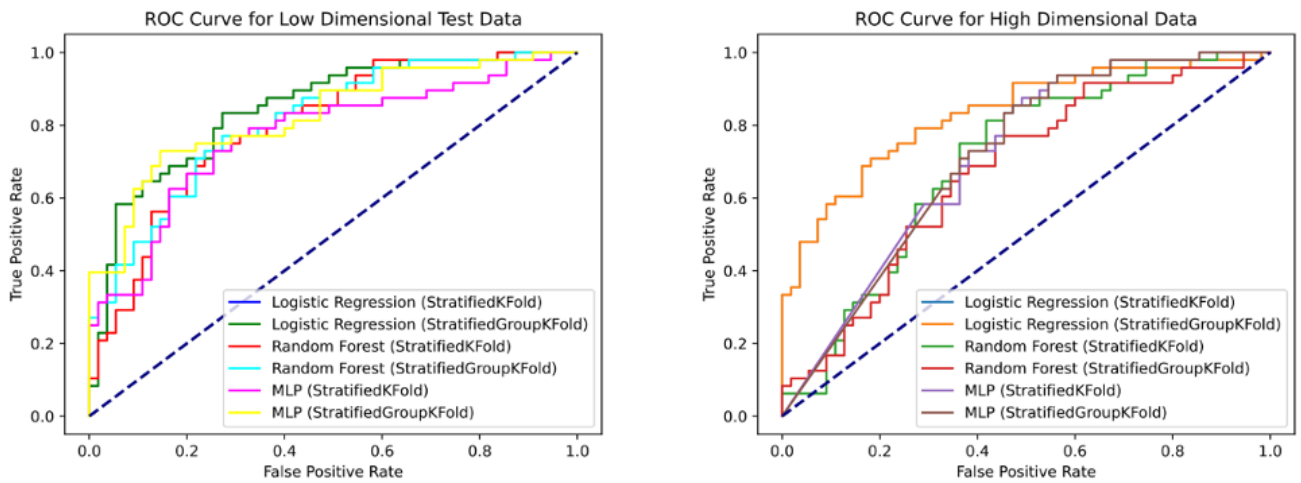 ROC Curve for Low Dimensional Test Data
1.0
0.8
0.6
0.4
0.2
0.0
True Positive Rate
Logistic Regression (StratifiedKFold)
Logistic Regression (StratifiedGroupKFold)
Random Forest (StratifiedKFold)
Random Forest (StratifiedGroupKFold)
MLP (StratifiedKFold)
MLP (StratifiedGroupKFold)
0.0 0.2 0.4 0.6 0.8 1.0
False Positive Rate
ROC Curve for High Dimensional Data
1.0
0.8
0.6
0.4
0.2
0.0
True Positive Rate
Logistic Regression (StratifiedKFold)
Logistic Regression (StratifiedGroupKFold)
Random Forest (StratifiedKFold)
Random Forest (StratifiedGroupKFold)
MLP (StratifiedKFold)
MLP (StratifiedGroupKFold)
0.0 0.2 0.4 0.6 0.8 1.0
False Positive Rate